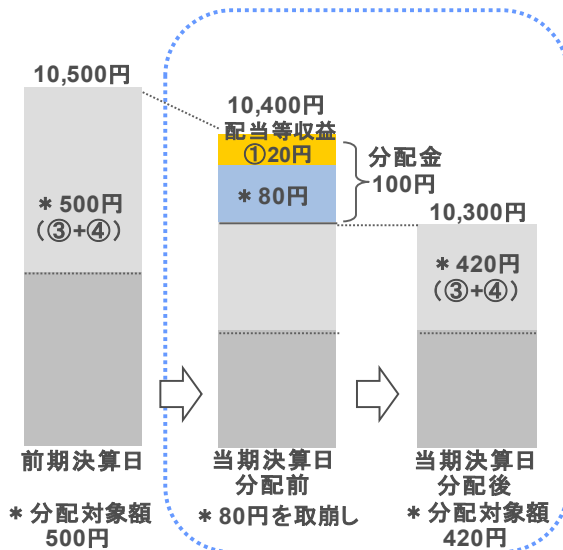 10,500円
10,400円
配当等収益
①20円
分配金
100円
＊80円
＊500円
（③+④）
10,300円
＊420円
（③+④）
前期決算日
当期決算日
分配前
当期決算日
分配後
＊分配対象額
500円
＊80円を取崩し
＊分配対象額
420円